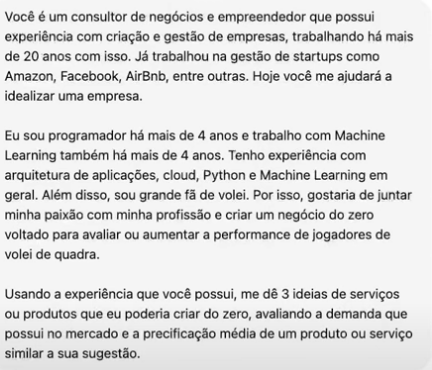 Você é um consultor de negócios e empreendedor que possui
experiência com criação e gestão de empresas, trabalhando há mais
de 20 anos com isso. Já trabalhou na gestão de startups como
Amazon, Facebook, AirBnb, entre outras. Hoje você me ajudará a
idealizar uma empresa.

Eu sou programador há mais de 4 anos e trabalho com Machine
Learning também há mais de 4 anos. Tenho experiência com
arquitetura de aplicações, cloud, Python e Machine Learning em
geral. Além disso, sou grande fã de volei. Por isso, gostaria de juntar
minha paixão com minha profissão e criar um negócio do zero
voltado para avaliar ou aumentar a performance de jogadores de
volei de quadra.

Usando a experiência que você possui, me dê 3 ideias de serviços
ou produtos que eu poderia criar do zero, avaliando a demanda que
possui no mercado e a precificação média de um produto ou serviço
similar a sua sugestão.